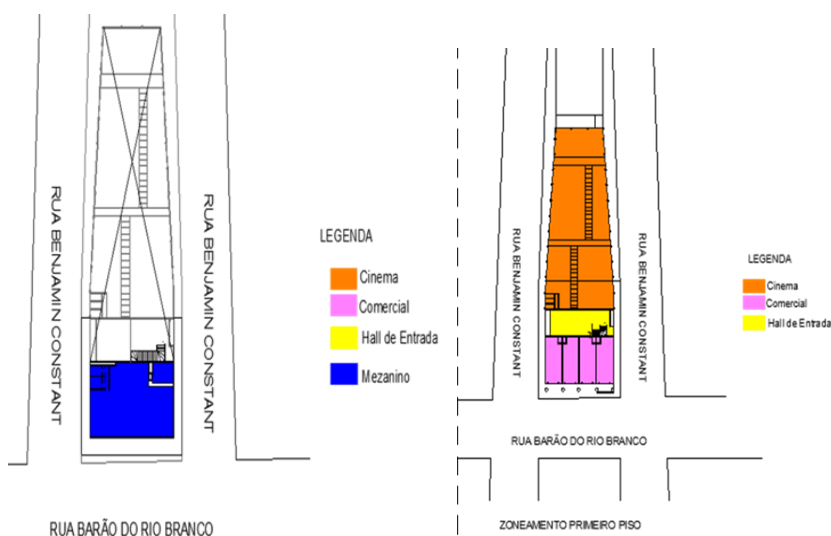 RUA BENJAMIN CONSTANT
RUA BENJAMIN CONSTANT
LEGENDA
Cinema
Comercial
Hall de Entrada
Mezanino
RUA BARÃO DO RIO BRANCO
RUA BENJAMIN CONSTANT
RUA BENJAMIN CONSTANT
LEGENDA
Cinema
Comercial
Hall de Entrada
RUA BARÃO DO RIO BRANCO
ZONEAMENTO PRIMEIRO PISO